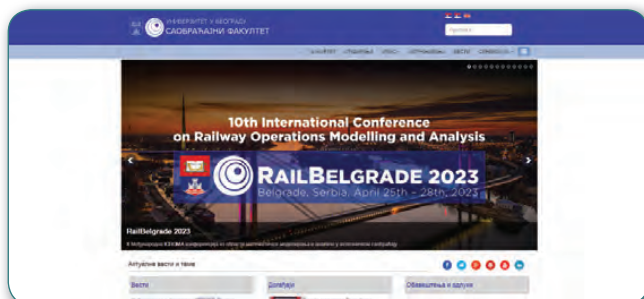 УНИВЕРЗИТЕТ У БЕОГРАДУ
САОБРАЋАЈНИ ФАКУЛТЕТ
ВЕСТИ
10th International Conference
on Railway Operations Modelling and Analysis
RAILBELGRADE 2023
Belgrade, Serbia, April 25th - 28th, 2023
RailBelgrade 2023
Актуелне вести и теме
Вести
Догађаји
Обавештења и одлуке